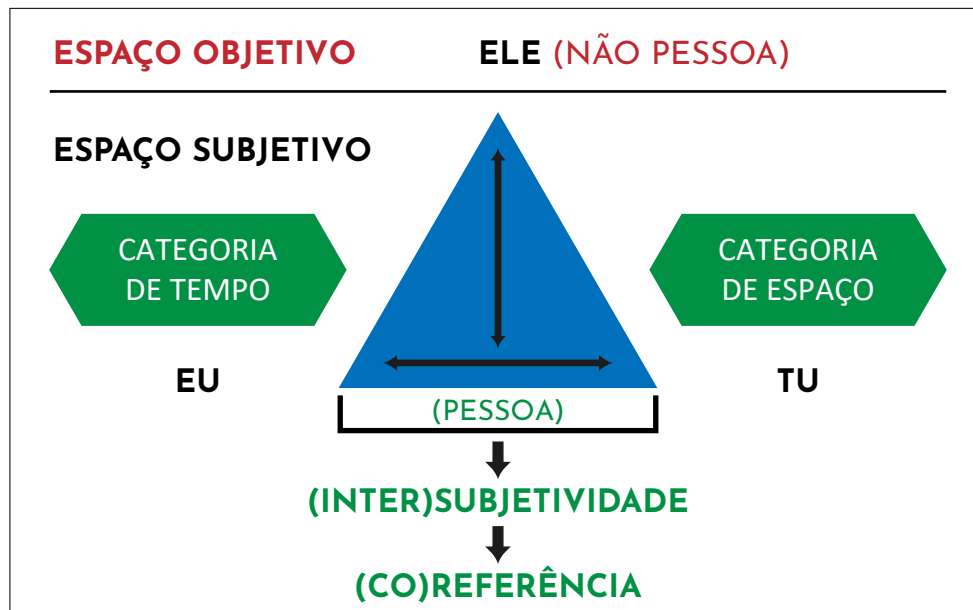 ESPAÇO OBJETIVO ELE (NÃO PESSOA)
ESPAÇO SUBJETIVO
CATEGORIA
DE TEMPO
CATEGORIA
DE ESPAÇO
EU
TU
(PESSOA)
(INTER)SUBJETIVIDADE
(CO)REFERÊNCIA